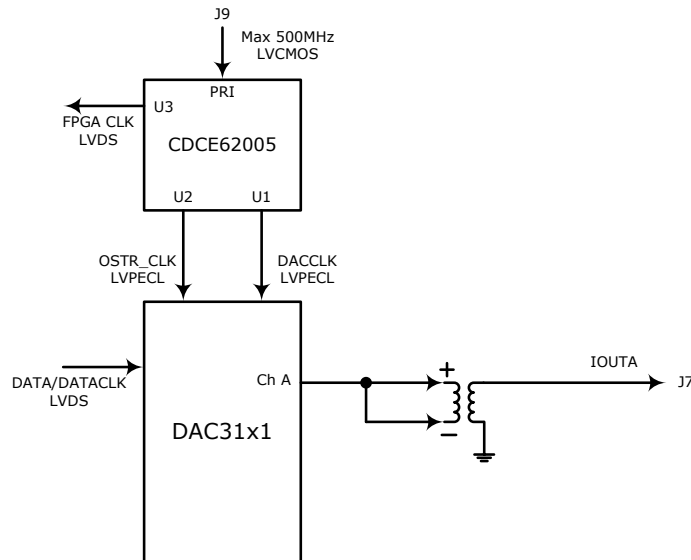 J9
Max 500MHz
LVCMOS
PRI
U3
FPGA CLK
LVDS
CDCE62005
U2
U1
OSTR_CLK
LVPECL
DACCLK
LVPECL
DATA/DATACLK
LVDS
Ch A
DAC31x1
+
−
IOUTA
J7